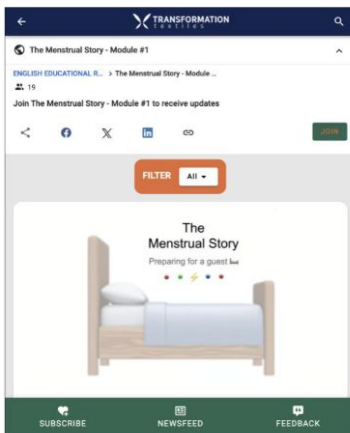 TRANSFORMATION
textiles
The Menstrual Story - Module #1
ENGLISH EDUCATIONAL R... > The Menstrual Story - Module ...
19
Join The Menstrual Story - Module #1 to receive updates
JOIN
FILTER All
The
Menstrual Story
Preparing for a guest
SUBSCRIBE
NEWSFEED
FEEDBACK